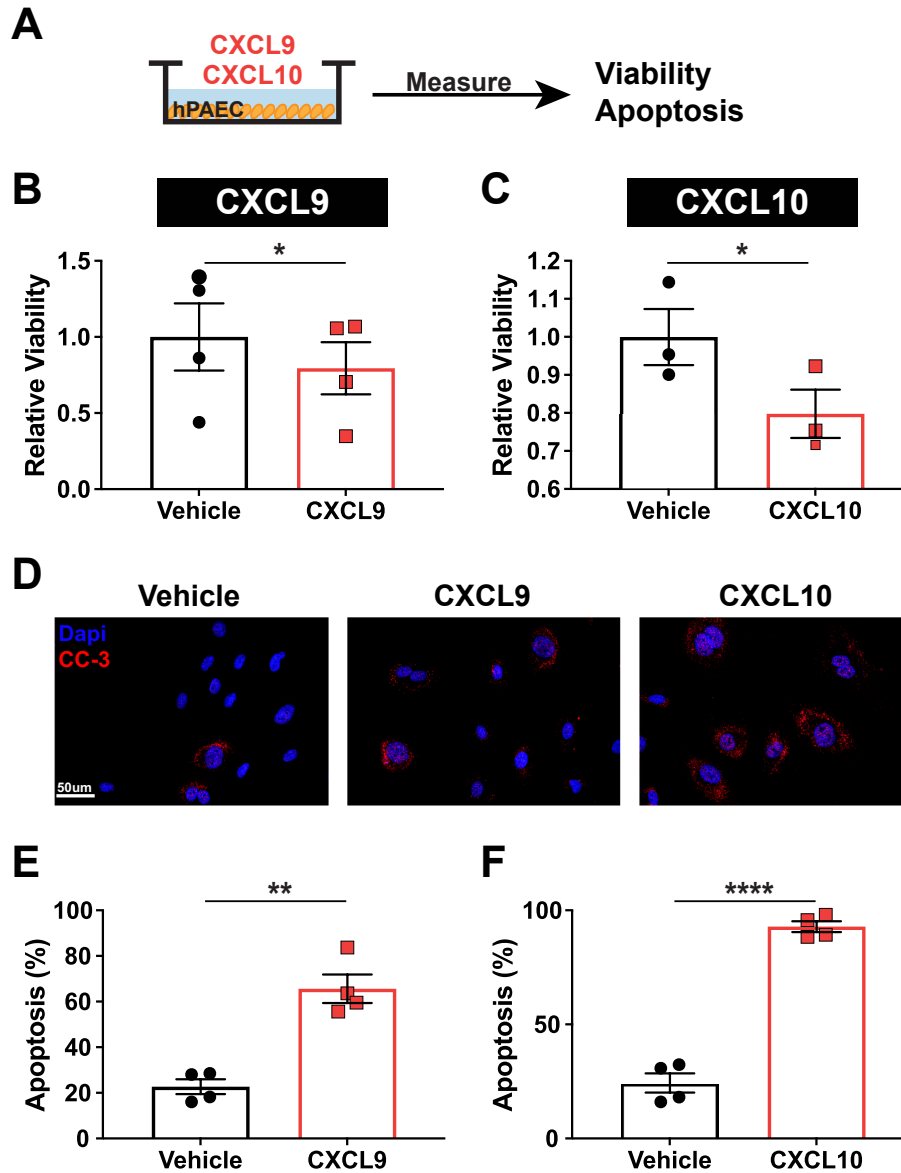 A
CXCL9
CXCL10
hPAEC
Measure
Viability
Apoptosis
B
CXCL9
*
Relative Viability
1.5
1.0
0.5
0.0
Vehicle
CXCL9
C
CXCL10
*
Relative Viability
1.2
1.1
1.0
0.9
0.8
0.7
0.6
Vehicle
CXCL10
D
Vehicle
CXCL9
CXCL10
Dapi
CC-3
50um
E
**
Apoptosis (%)
100
80
60
40
20
0
Vehicle
CXCL9
F
****
Apoptosis (%)
100
50
0
Vehicle
CXCL10